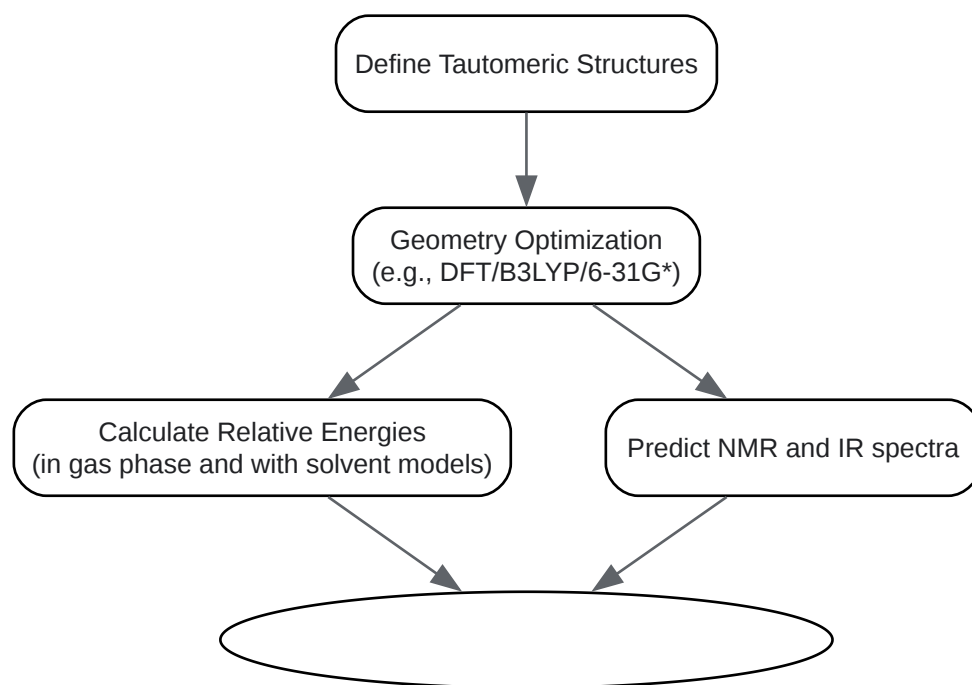 Define Tautomeric Structures
Geometry Optimization
(e.g., DFT/B3LYP/6-31G*)
Calculate Relative Energies
(in gas phase and with solvent models)
Predict NMR and IR spectra